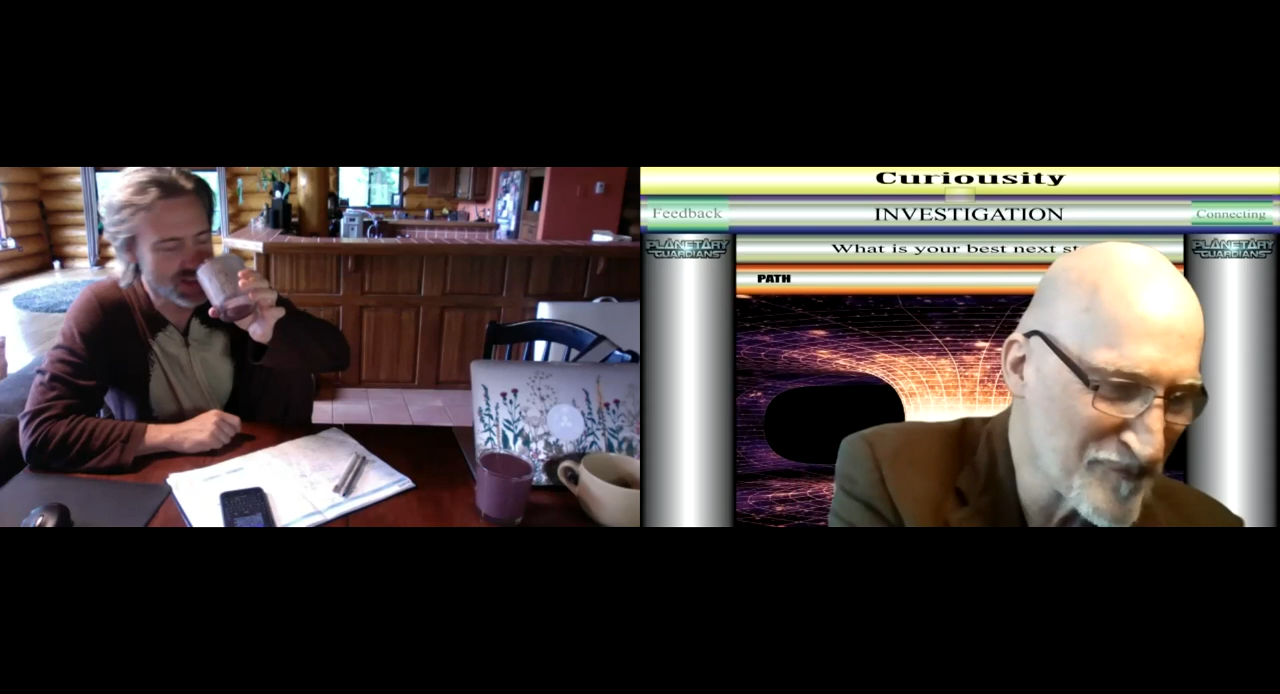 Curiousity
Feedback
INVESTIGATION
Connecting
PLANETARY
GUARDIANS
What is your best next
PLANETARY
GUARDIANS
PATH